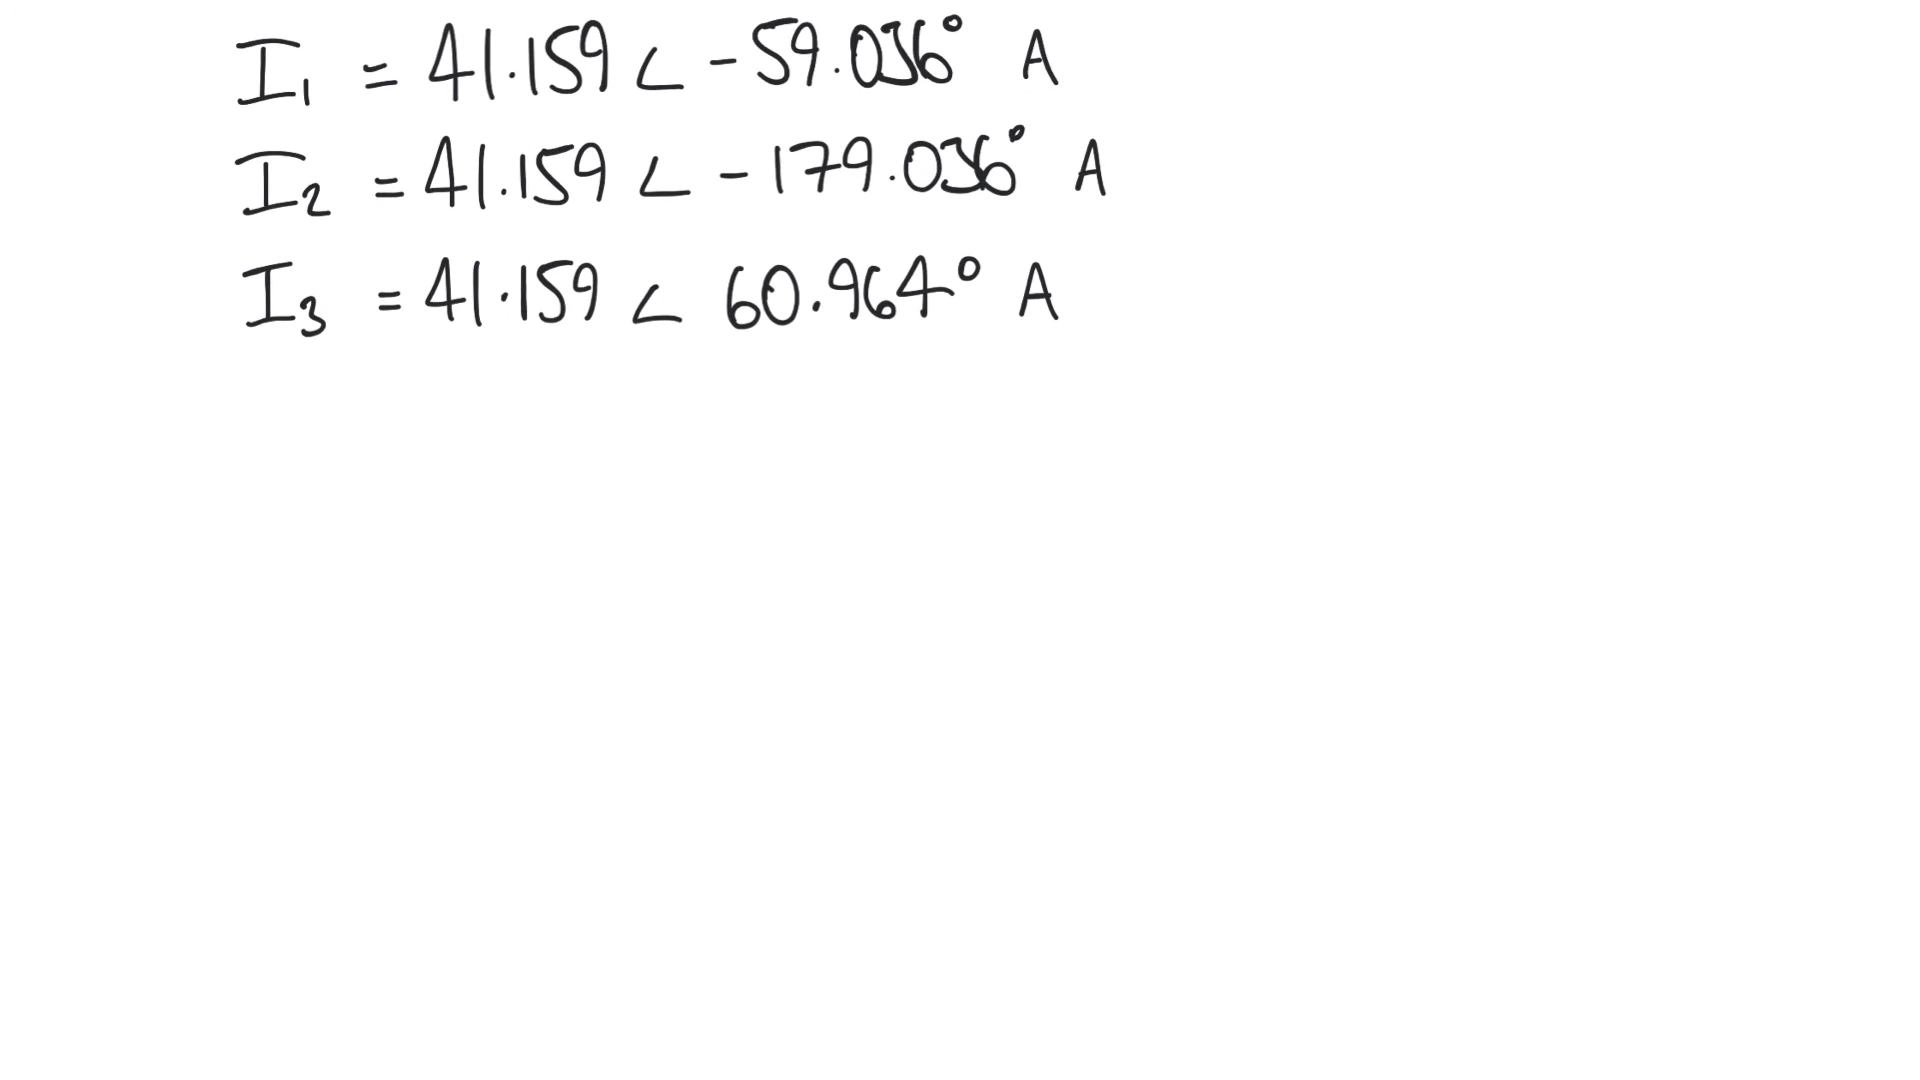 I₁ = 41.159 < -59.036° A
I₂ = 41.159 < -179.036° A
I₃ = 41.159 < 60.964° A